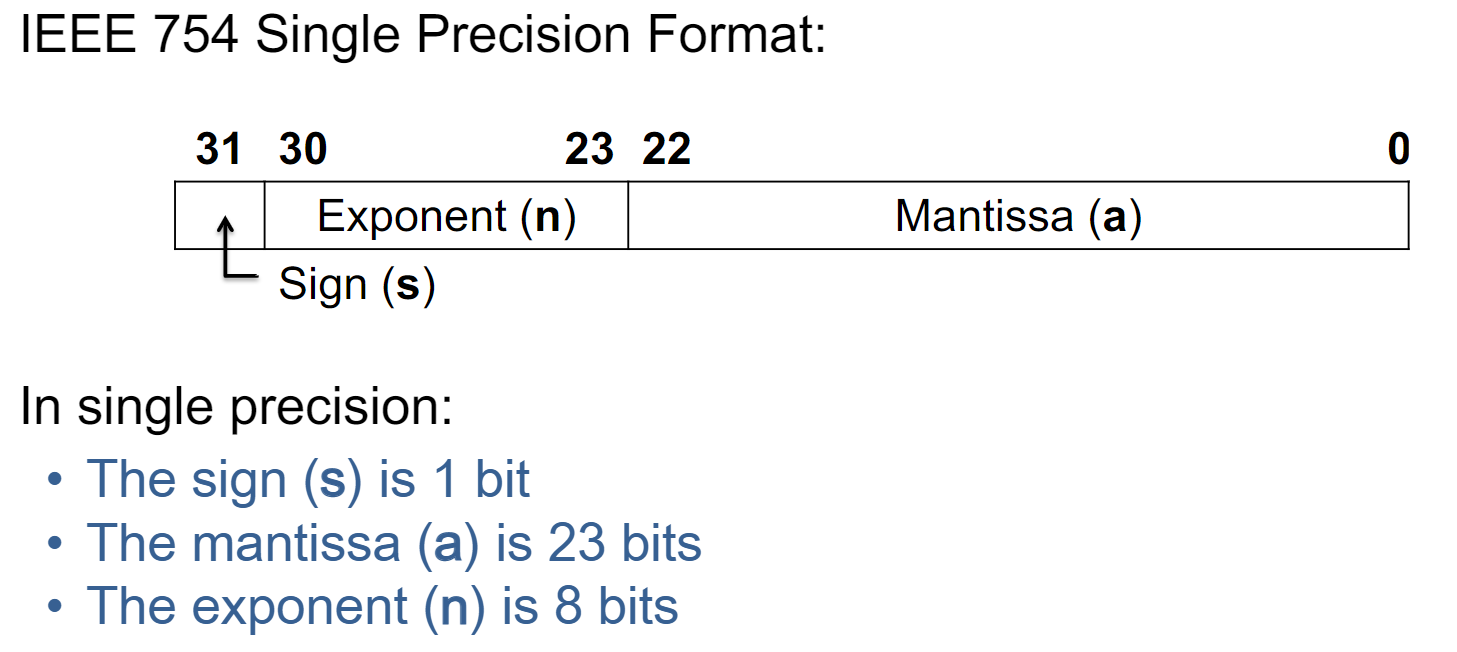 IEEE 754 Single Precision Format:
31 30 23 22 0
Exponent (n) Mantissa (a)
Sign (s)
In single precision:
• The sign (s) is 1 bit
• The mantissa (a) is 23 bits
• The exponent (n) is 8 bits